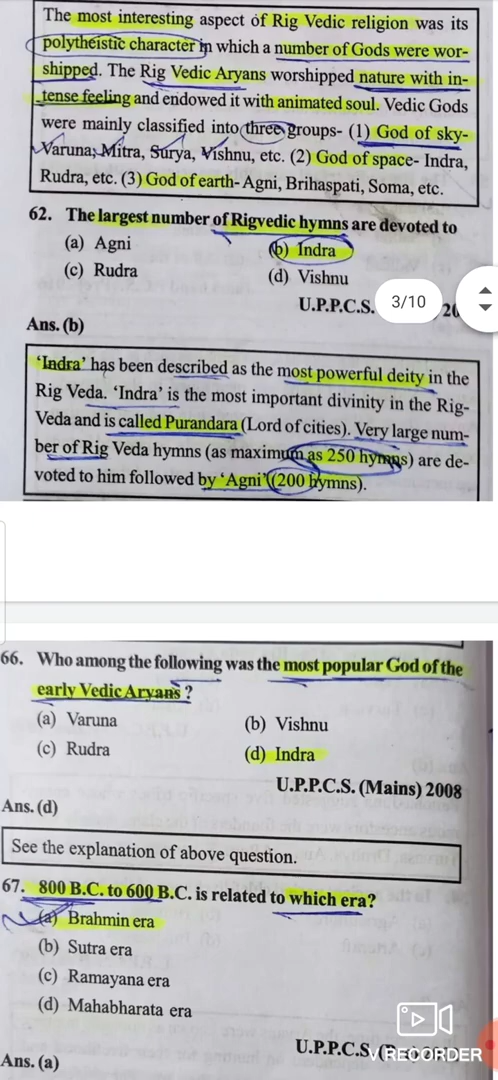 The most interesting aspect of Rig Vedic religion was its
polytheistic character in which a number of Gods were wor-
shipped. The Rig Vedic Aryans worshipped nature with in-
tense feeling and endowed it with animated soul. Vedic Gods
were mainly classified into three groups- (1) God of sky-
Varuna, Mitra, Surya, Vishnu, etc. (2) God of space- Indra,
Rudra, etc. (3) God of earth- Agni, Brihaspati, Soma, etc.
62. The largest number of Rigvedic hymns are devoted to
(a) Agni (b) Indra
(c) Rudra (d) Vishnu
U.P.P.C.S. 3/10 20
Ans. (b)
'Indra' has been described as the most powerful deity in the
Rig Veda. 'Indra' is the most important divinity in the Rig-
Veda and is called Purandara (Lord of cities). Very large num-
ber of Rig Veda hymns (as maximum as 250 hymns) are de-
voted to him followed by 'Agni' (200 hymns).
66. Who among the following was the most popular God of the
early Vedic Aryans ?
(a) Varuna (b) Vishnu
(c) Rudra (d) Indra
U.P.P.C.S. (Mains) 2008
Ans. (d)
See the explanation of above question.
67. 800 B.C. to 600 B.C. is related to which era?
(a) Brahmin era
(b) Sutra era
(c) Ramayana era
(d) Mahabharata era
U.P.P.C.S.
VRECORDER
Ans. (a)